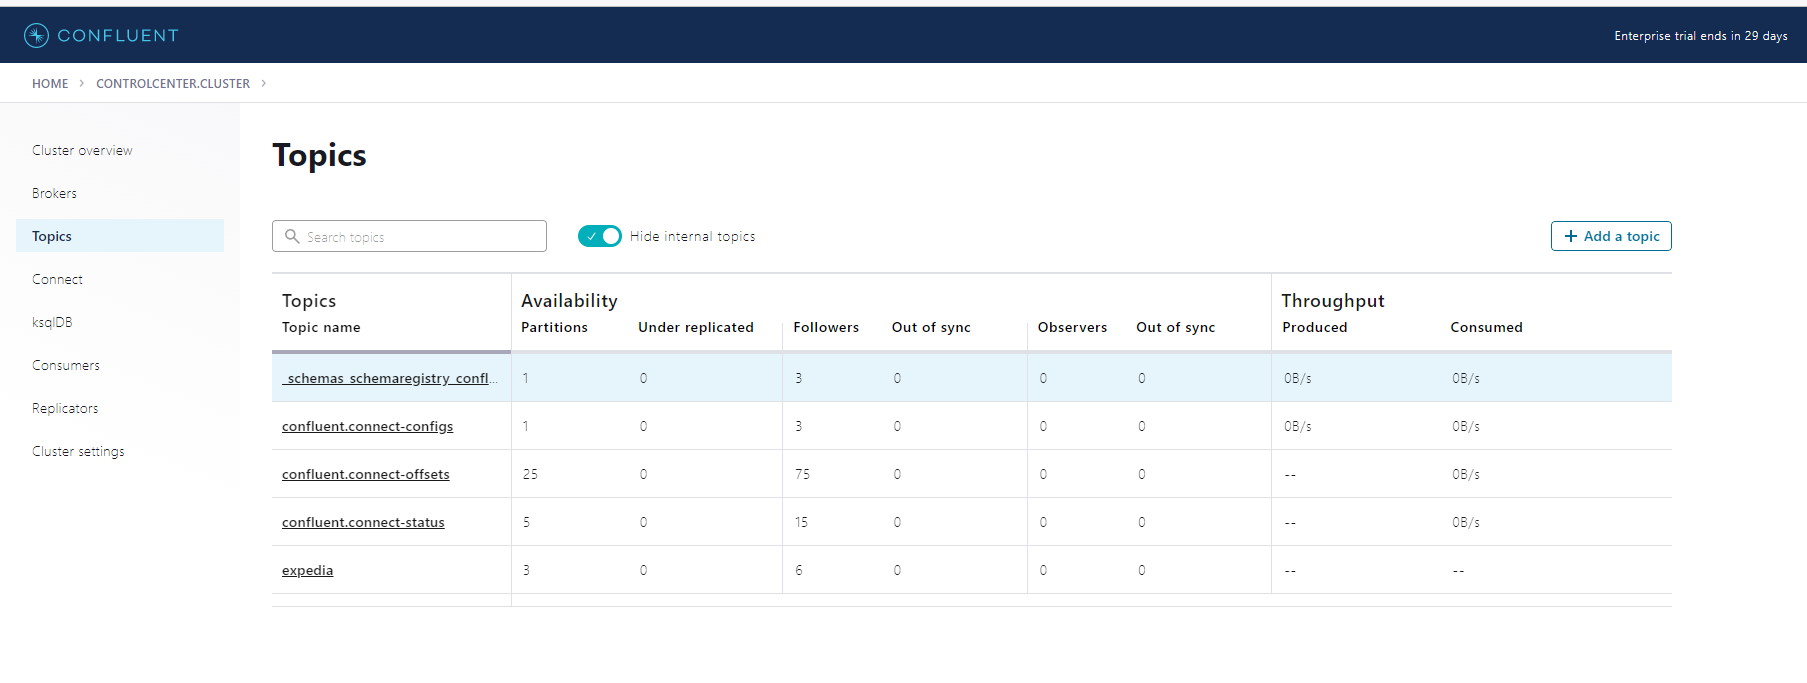 CONFLUENT
Enterprise trial ends in 29 days
HOME > CONTROLCENTER.CLUSTER >
Cluster overview
Brokers
Topics
Connect
ksqlDB
Consumers
Replicators
Cluster settings
Topics
Search topics
Hide internal topics
+ Add a topic
Topics Availability Throughput
Topic name Partitions Under replicated Followers Out of sync Observers Out of sync Produced Consumed
_schemas_schemaregistry_confl... 1 0 3 0 0 0 0B/s 0B/s
confluent.connect-configs 1 0 3 0 0 0 0B/s 0B/s
confluent.connect-offsets 25 0 75 0 0 0 -- 0B/s
confluent.connect-status 5 0 15 0 0 0 -- 0B/s
expedia 3 0 6 0 0 0 -- --